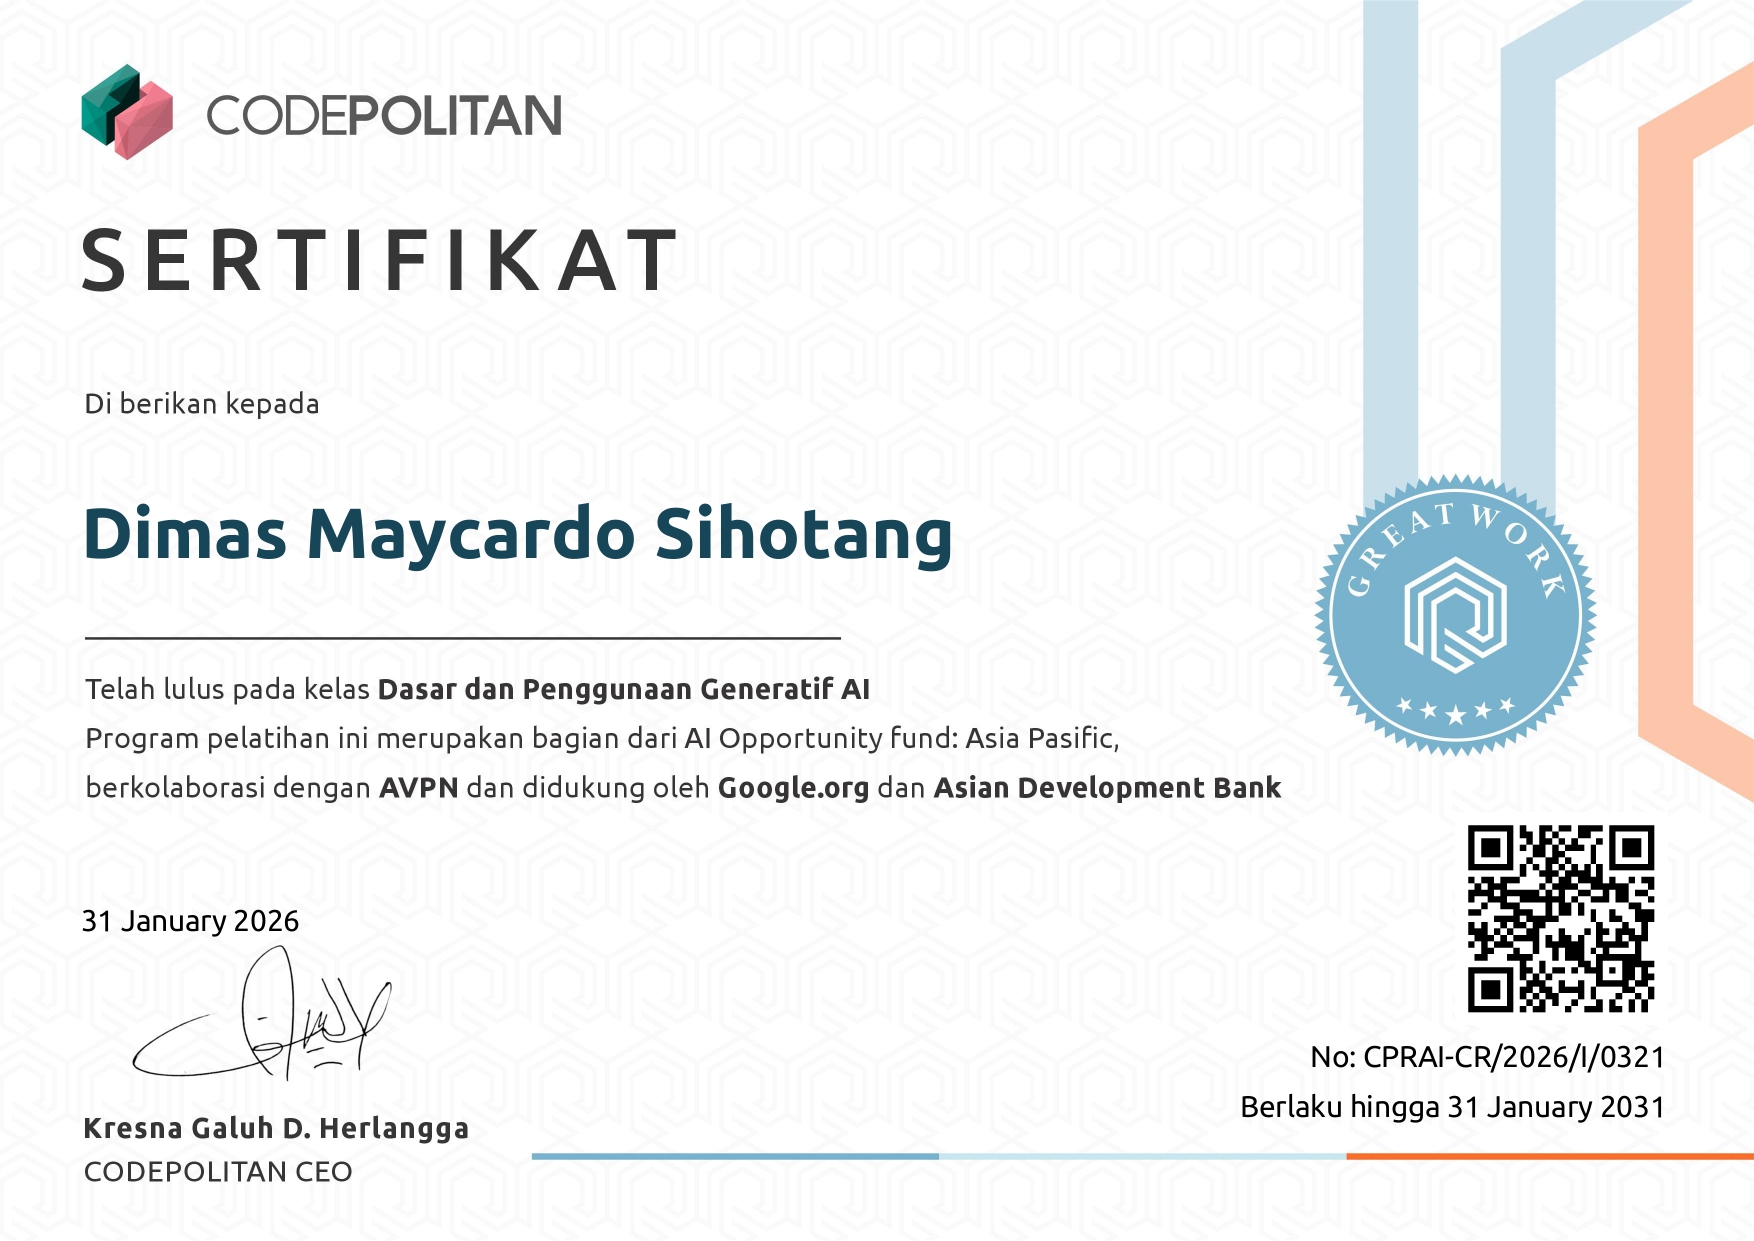 CODEPOLITAN
SERTIFIKAT
Di berikan kepada
Dimas Maycardo Sihotang
Telah lulus pada kelas Dasar dan Penggunaan Generatif AI
Program pelatihan ini merupakan bagian dari AI Opportunity fund: Asia Pasific,
berkolaborasi dengan AVPN dan didukung oleh Google.org dan Asian Development Bank
GREAT WORK
31 January 2026
Kresna Galuh D. Herlangga
CODEPOLITAN CEO
No: CPRAI-CR/2026/I/0321
Berlaku hingga 31 January 2031